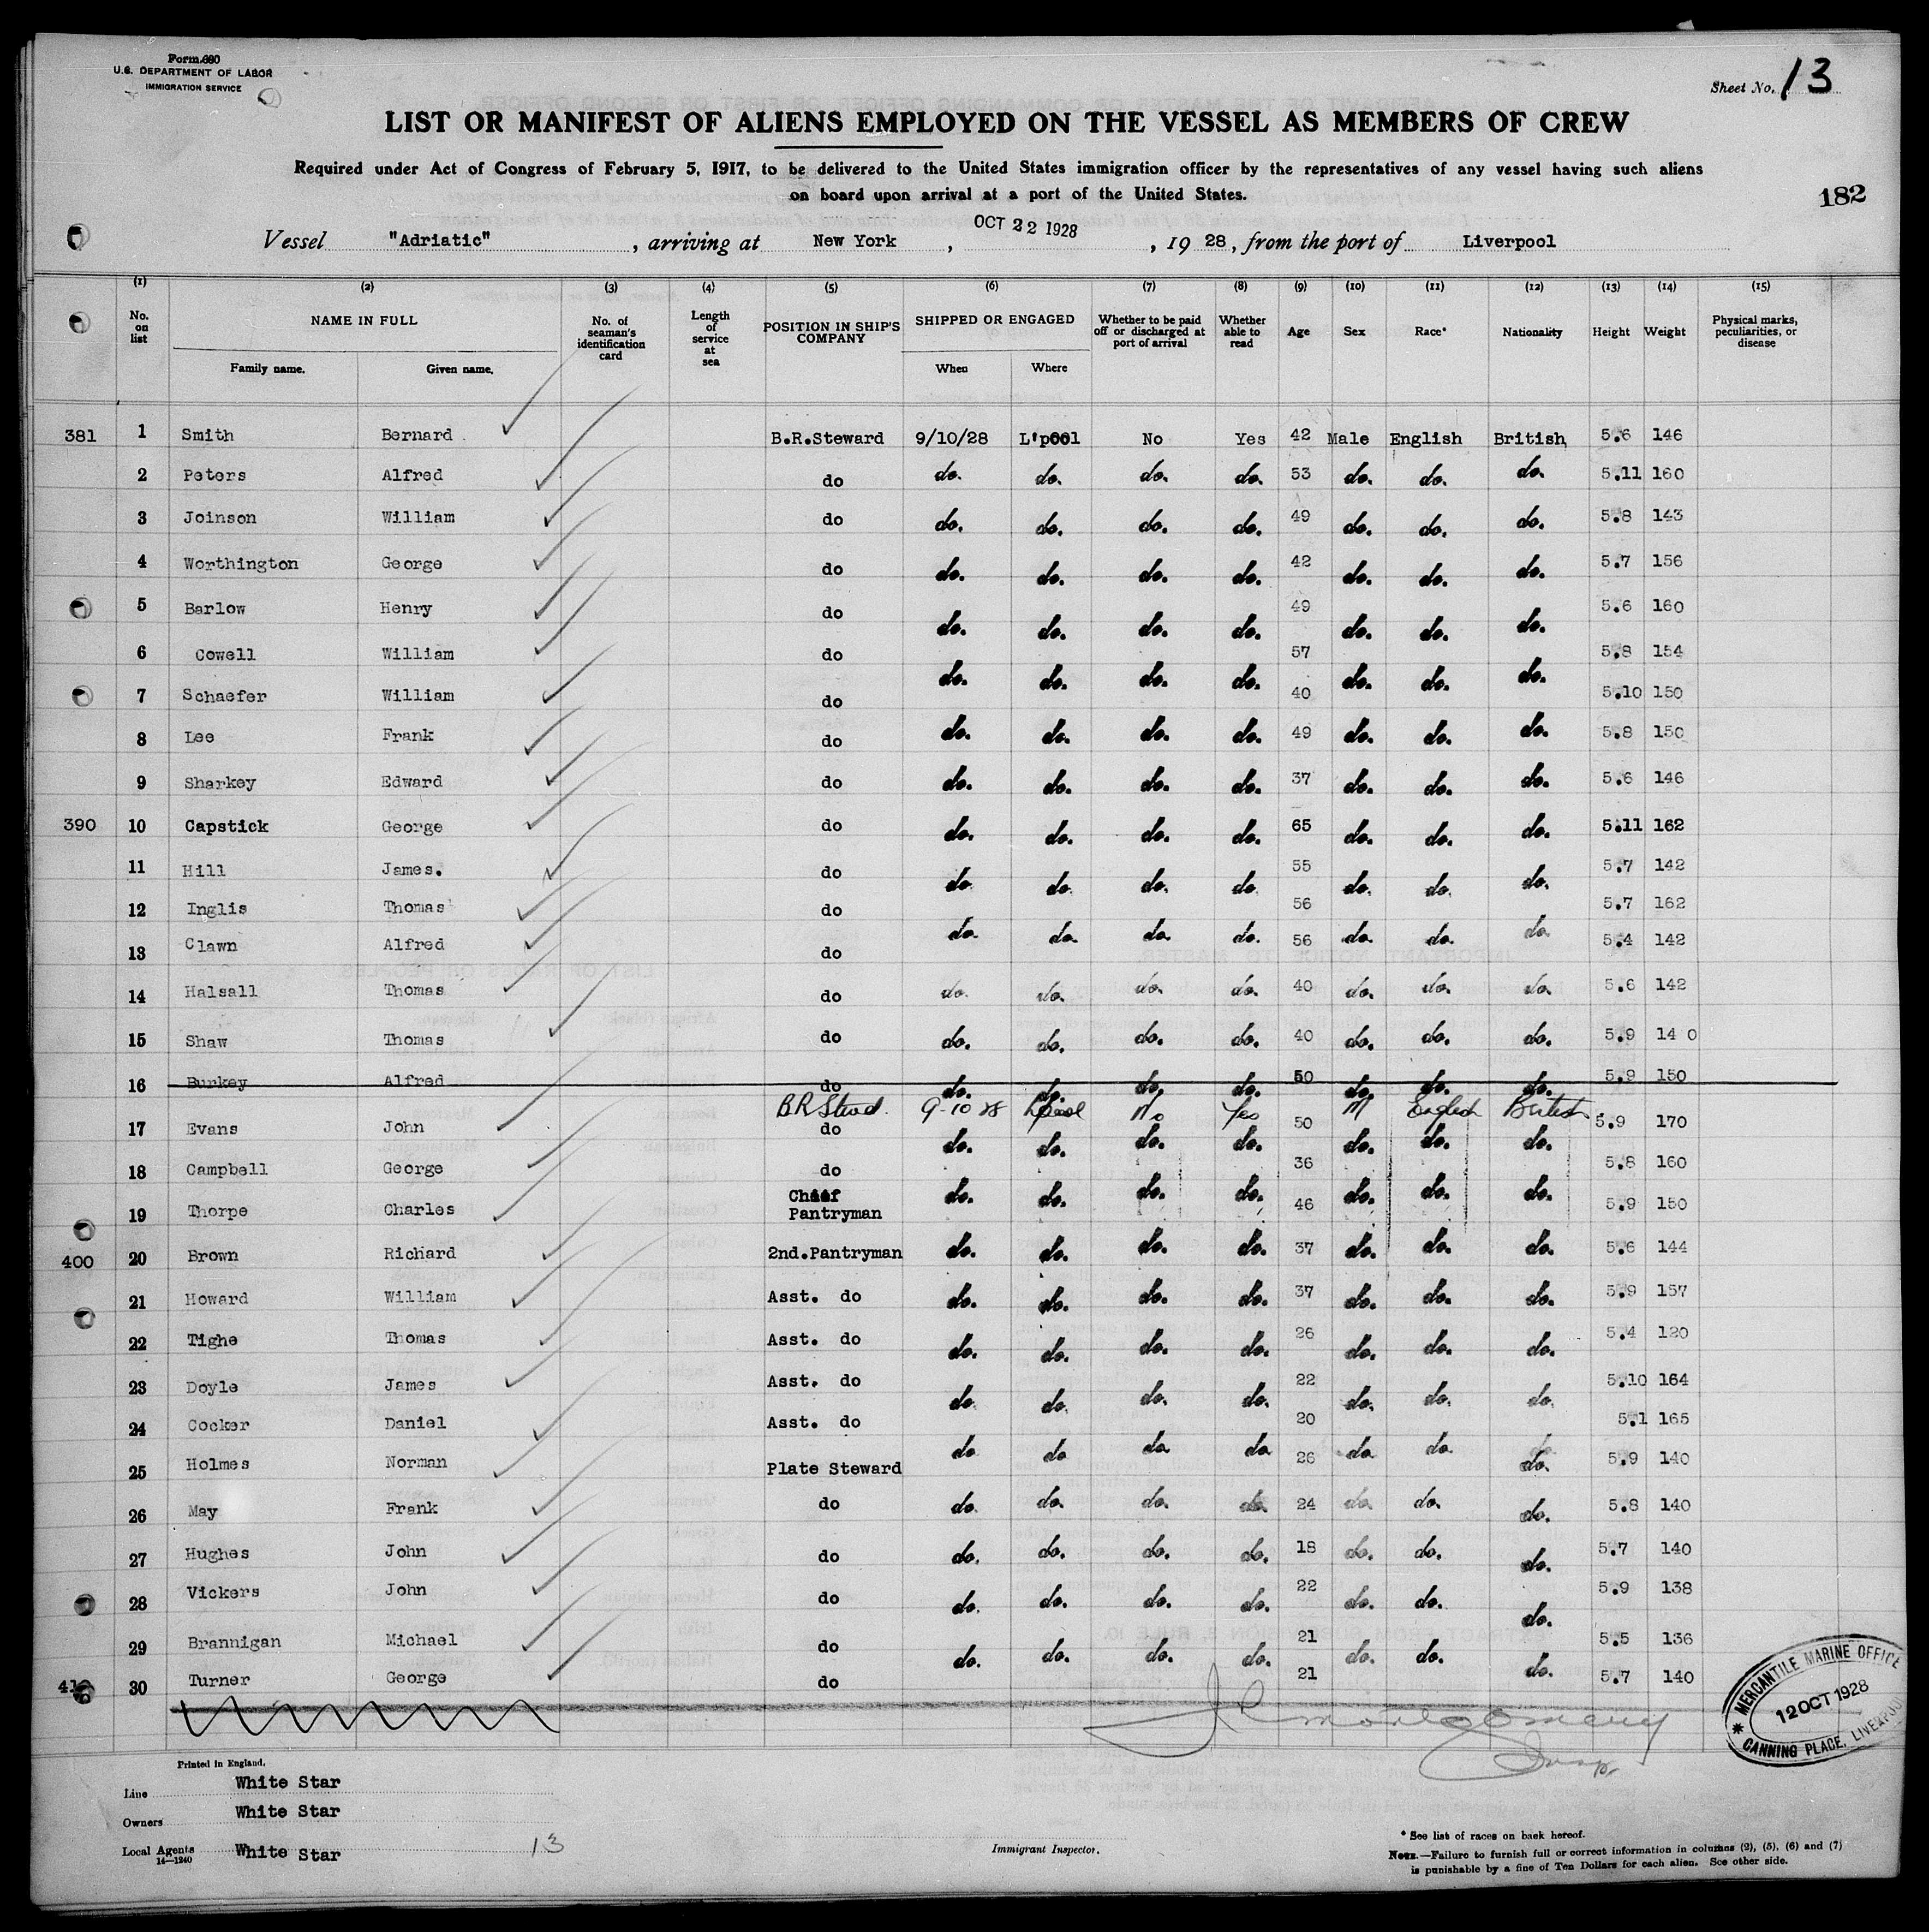 Form 680
U.S. DEPARTMENT OF LABOR
IMMIGRATION SERVICE
Sheet No. 13
LIST OR MANIFEST OF ALIENS EMPLOYED ON THE VESSEL AS MEMBERS OF CREW
Required under Act of Congress of February 5, 1917, to be delivered to the United States immigration officer by the representatives of any vessel having such aliens
on board upon arrival at a port of the United States.
182
Vessel "Adriatic", arriving at New York, OCT 22 1928, 19 28, from the port of Liverpool
(1) (2) (3) (4) (5) (6) (7) (8) (9) (10) (11) (12) (13) (14) (15)
No. on list NAME IN FULL Family name. Given name. No. of seaman's identification card Length of service at sea POSITION IN SHIP'S COMPANY SHIPPED OR ENGAGED When Where Whether to be paid off or discharged at port of arrival Whether able to read Age Sex Race* Nationality Height Weight Physical marks, peculiarities, or disease
381 1 Smith Bernard B.R.Steward 9/10/28 L'pool No Yes 42 Male English British 5.6 146
2 Peters Alfred do do. do. do. do. 53 do. do. do. 5.11 160
3 Joinson William do do. do. do. do. 49 do. do. do. 5.8 143
4 Worthington George do do. do. do. do. 42 do. do. do. 5.7 156
5 Barlow Henry do do. do. do. do. 49 do. do. do. 5.6 160
6 Cowell William do do. do. do. do. 57 do. do. do. 5.8 154
7 Schaefer William do do. do. do. do. 40 do. do. do. 5.10 150
8 Lee Frank do do. do. do. do. 49 do. do. do. 5.8 150
9 Sharkey Edward do do. do. do. do. 37 do. do. do. 5.6 146
390 10 Capstick George do do. do. do. do. 65 do. do. do. 5.11 162
11 Hill James. do do. do. do. do. 55 do. do. do. 5.7 142
12 Inglis Thomas do do. do. do. do. 56 do. do. do. 5.7 162
13 Clawn Alfred do 56 5.4 142
14 Halsall Thomas do do. do. do. do. 40 do. do. do. 5.6 142
15 Shaw Thomas do do. do. do. do. 40 do. do. do. 5.9 14 0
16 Burkey Alfred do do. do. do. do. 50 do. do. do. 5.9 150
B R Stwd. 9-10 28 Lpool No Yes M English British
17 Evans John do do. do. do. do. 50 do. do. do. 5.9 170
18 Campbell George do do. do. do. do. 36 do. do. do. 5.8 160
19 Thorpe Charles Chief Pantryman 46 5.9 150
400 20 Brown Richard 2nd.Pantryman do. do. do. do. 37 do. do. do. 5.6 144
21 Howard William Asst. do do. do. do. do. 37 do. do. do. 5.9 157
22 Tighe Thomas Asst. do do. do. do. do. 26 do. do. do. 5.4 120
23 Doyle James Asst. do do. do. do. do. 22 do. do. do. 5.10 164
24 Cocker Daniel Asst. do do. do. do. do. 20 do. do. do. 5.1 165
25 Holmes Norman Plate Steward 26 do. 5.9 140
26 May Frank do do. do. do. do. 24 do. do. do. 5.8 140
27 Hughes John do do. do. do. do. 18 do. do. do. 5.7 140
28 Vickers John do do. do. do. do. 22 do. do. do. 5.9 138
29 Brannigan Michael do do. do. do. do. 21 do. do. do. 5.5 136
30 Turner George do 21 5.7 140
J C Montgomery
Insp
MERCANTILE MARINE OFFICE
12 OCT 1928
CANNING PLACE, LIVERPOOL
Printed in England.
Line White Star
Owners White Star
Local Agents White Star 13
14—1240
Immigrant Inspector.
* See list of races on back hereof.
NOTE.—Failure to furnish full or correct information in columns (2), (5), (6) and (7)
is punishable by a fine of Ten Dollars for each alien. See other side.